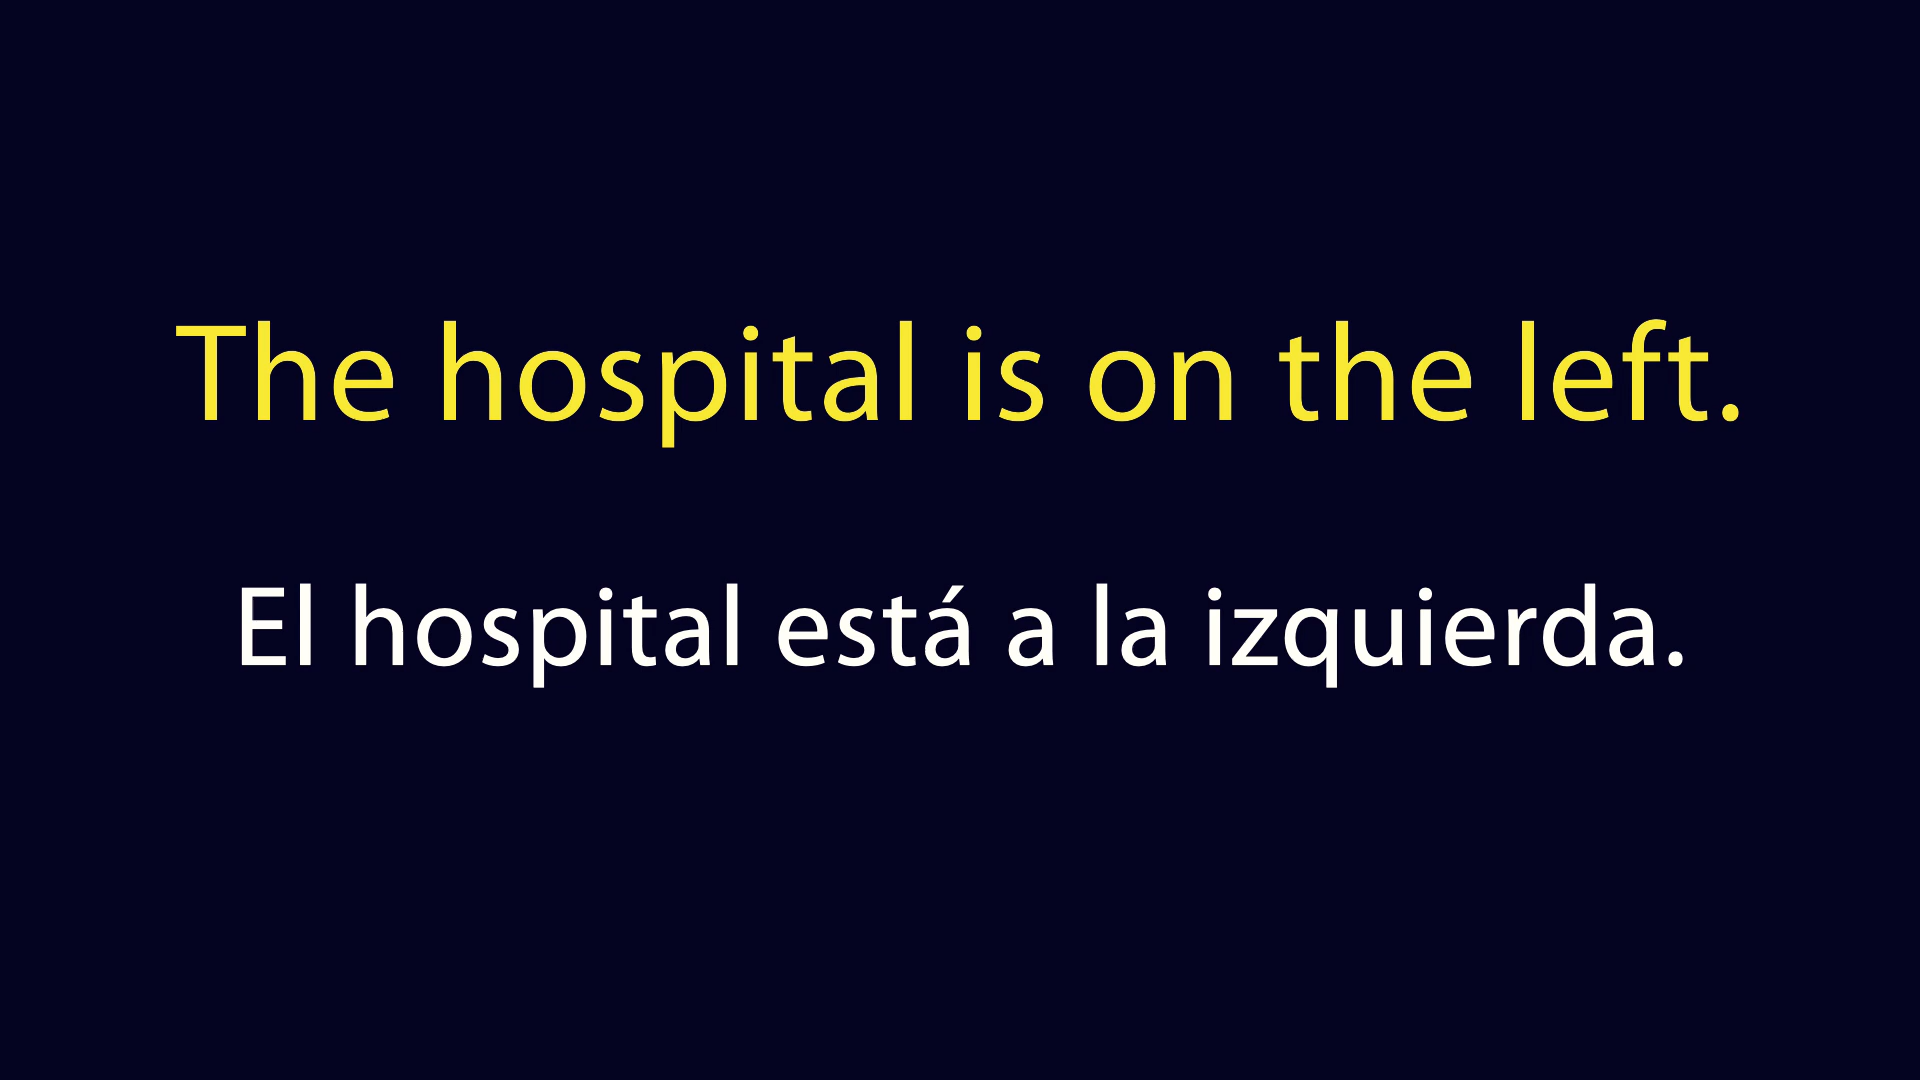 The hospital is on the left.
El hospital está a la izquierda.